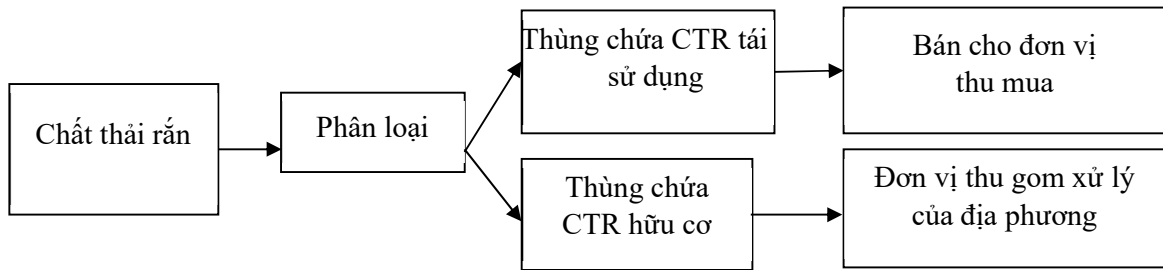 Chất thải rắn
Phân loại
Thùng chứa CTR tái
sử dụng
Bán cho đơn vị
thu mua
Thùng chứa
CTR hữu cơ
Đơn vị thu gom xử lý
của địa phương